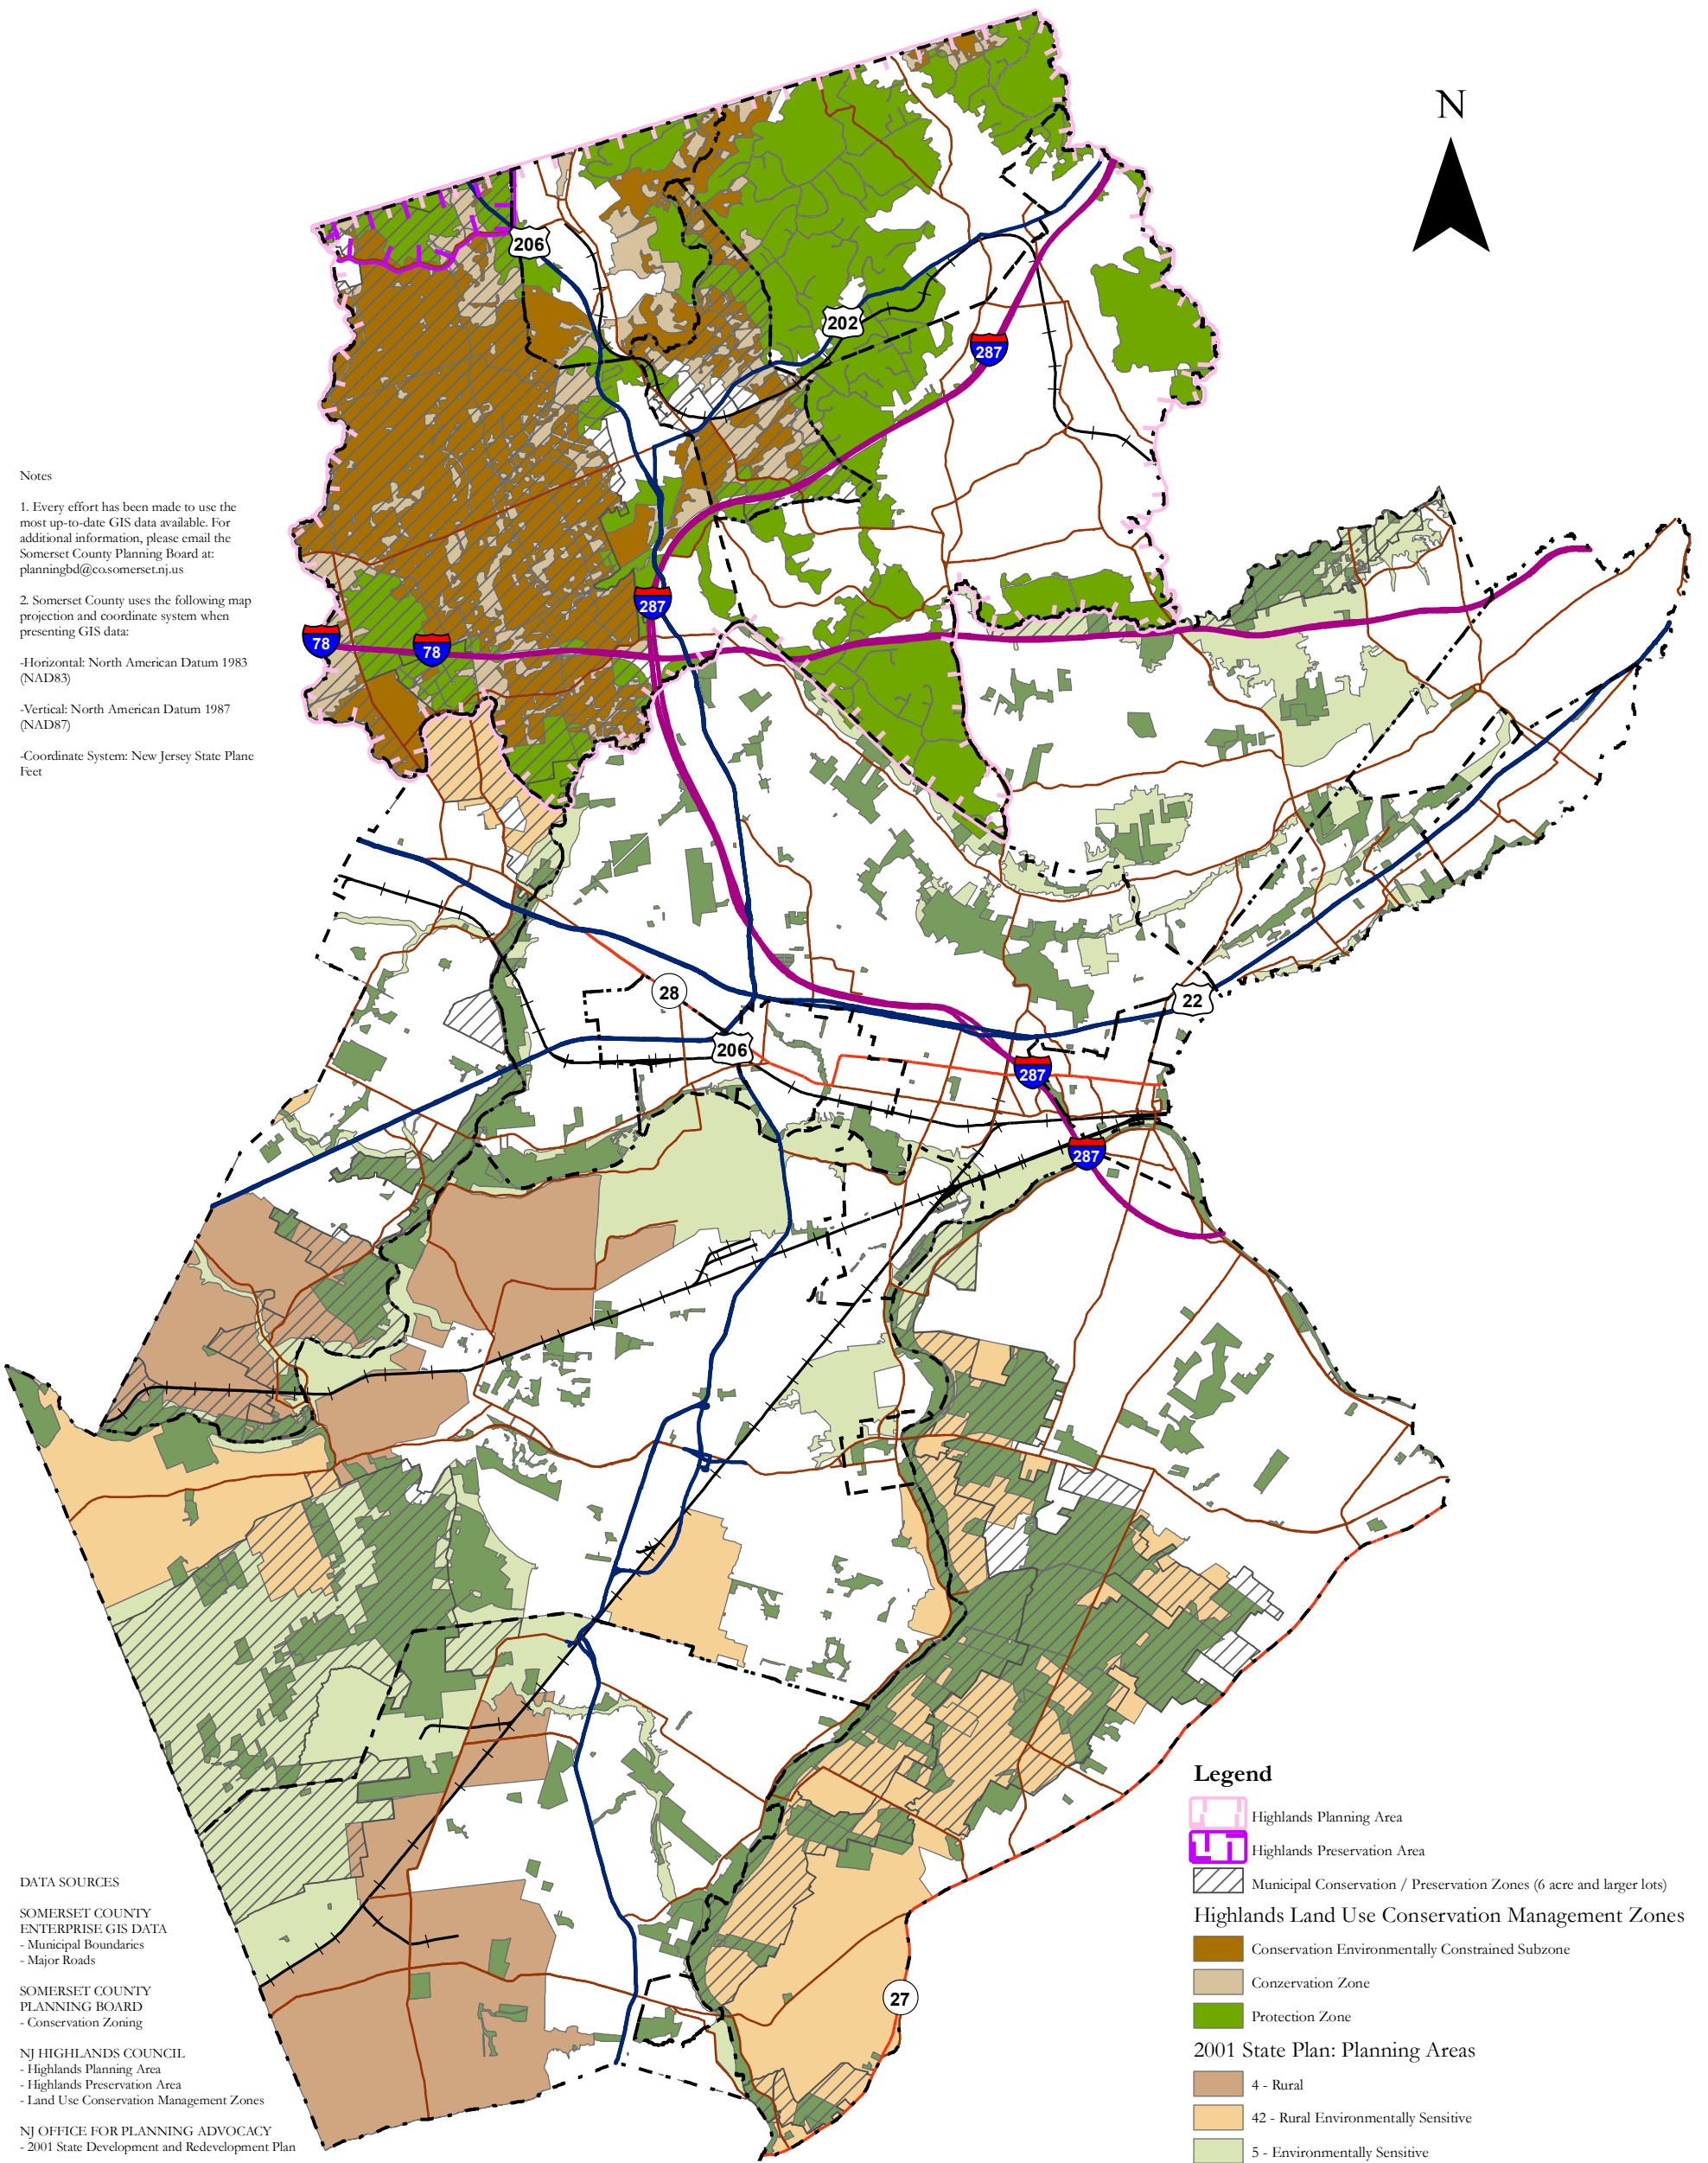 N
206
202
287
Notes
1. Every effort has been made to use the
most up-to-date GIS data available. For
additional information, please email the
Somerset County Planning Board at:
planningbd@co.somerset.nj.us
2. Somerset County uses the following map
projection and coordinate system when
presenting GIS data:
-Horizontal: North American Datum 1983
(NAD83)
-Vertical: North American Datum 1987
(NAD87)
-Coordinate System: New Jersey State Plane
Feet
287
78
78
28
22
206
287
287
27
DATA SOURCES
SOMERSET COUNTY
ENTERPRISE GIS DATA
- Municipal Boundaries
- Major Roads
SOMERSET COUNTY
PLANNING BOARD
- Conservation Zoning
NJ HIGHLANDS COUNCIL
- Highlands Planning Area
- Highlands Preservation Area
- Land Use Conservation Management Zones
NJ OFFICE FOR PLANNING ADVOCACY
- 2001 State Development and Redevelopment Plan
Legend
Highlands Planning Area
Highlands Preservation Area
Municipal Conservation / Preservation Zones (6 acre and larger lots)
Highlands Land Use Conservation Management Zones
Conservation Environmentally Constrained Subzone
Conzervation Zone
Protection Zone
2001 State Plan: Planning Areas
4 - Rural
42 - Rural Environmentally Sensitive
5 - Environmentally Sensitive